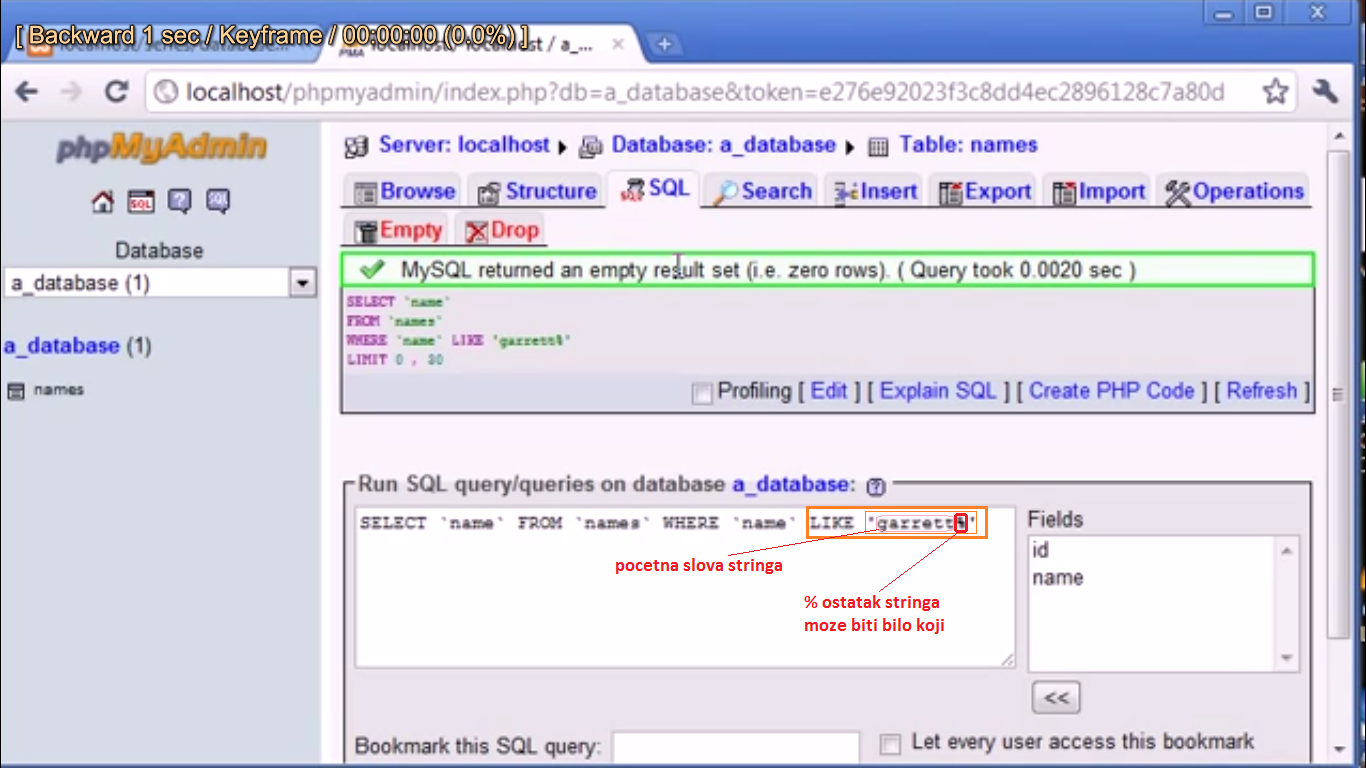 [ Backward 1 sec / Keyframe / 00:00:00 (0.0%) ]
localhost/phpmyadmin/index.php?db=a_database&token=e276e92023f3c8dd4ec2896128c7a80d
phpMyAdmin
Server: localhost Database: a_database Table: names
Browse Structure SQL Search Insert Export Import Operations
Empty Drop
Database
a_database (1)
a_database (1)
names
MySQL returned an empty result set (i.e. zero rows). ( Query took 0.0020 sec )
SELECT `name`
FROM `names`
WHERE `name` LIKE 'garrett%'
LIMIT 0 , 30
Profiling [ Edit ] [ Explain SQL ] [ Create PHP Code ] [ Refresh ]
Run SQL query/queries on database a_database:
SELECT `name` FROM `names` WHERE `name` LIKE 'garrett%'
pocetna slova stringa
% ostatak stringa
moze biti bilo koji
Fields
id
name
<<
Bookmark this SQL query:
Let every user access this bookmark